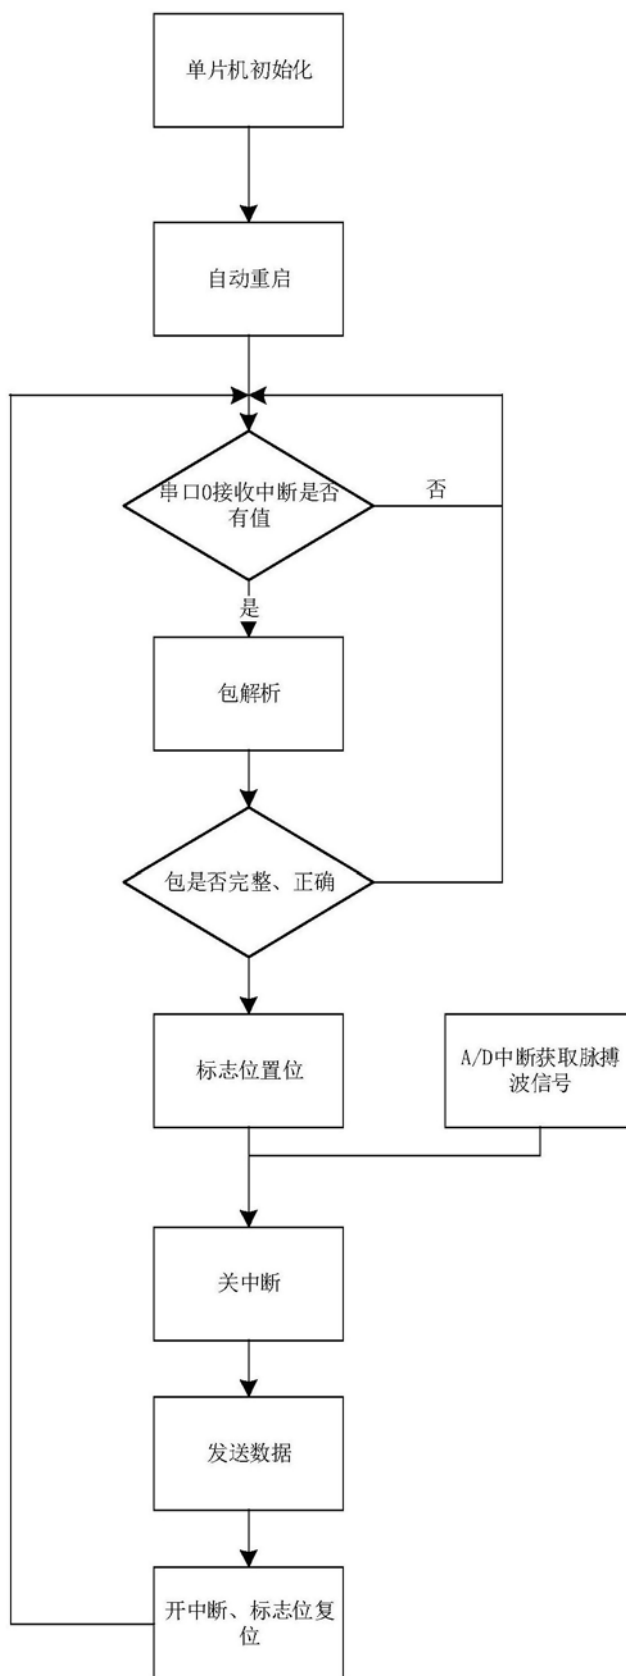 单片机初始化
自动重启
串口0接收中断是否
有值
否
是
包解析
包是否完整、正确
标志位置位
A/D中断获取脉搏
波信号
关中断
发送数据
开中断、标志位复
位